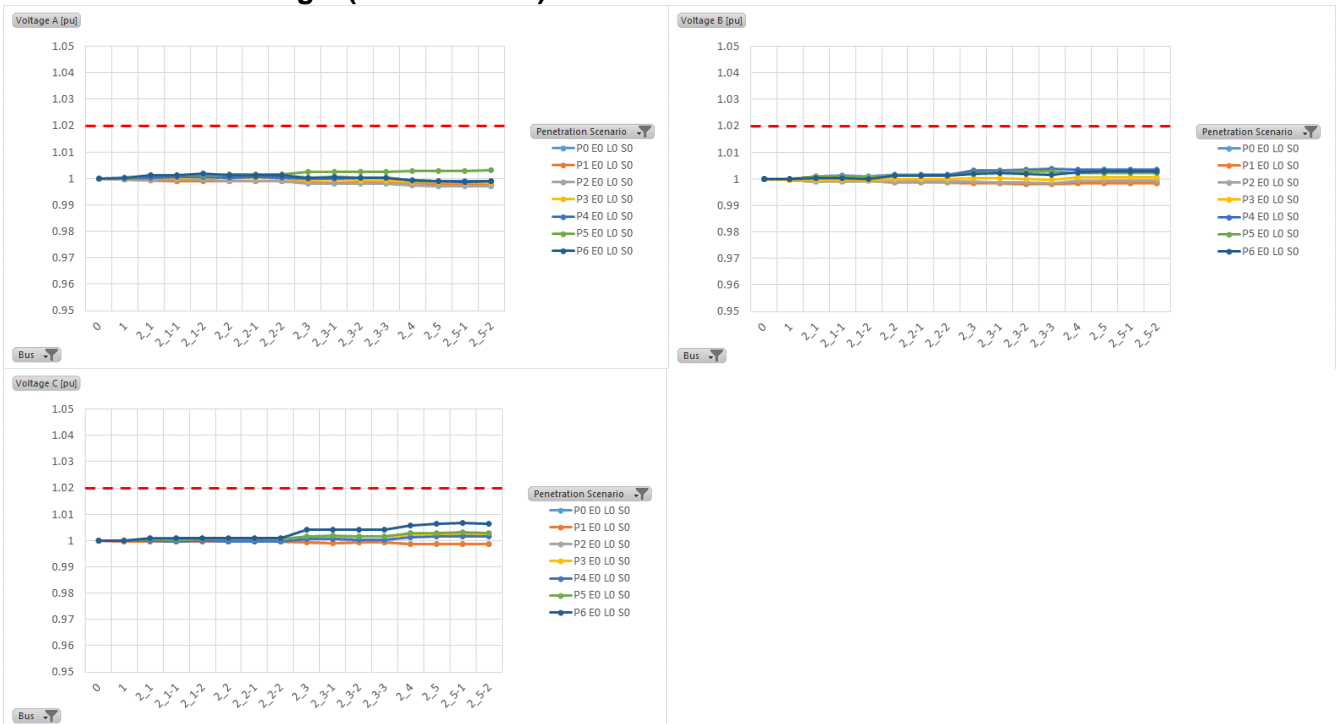 Voltage A [pu]
1.05
1.04
1.03
1.02
1.01
1
0.99
0.98
0.97
0.96
0.95
0 1 2_1 2_1-1 2_1-2 2_2 2_2-1 2_2-2 2_3 2_3-1 2_3-2 2_3-3 2_4 2_5 2_5-1 2_5-2
Bus
Penetration Scenario
P0 E0 L0 S0
P1 E0 L0 S0
P2 E0 L0 S0
P3 E0 L0 S0
P4 E0 L0 S0
P5 E0 L0 S0
P6 E0 L0 S0
Voltage B [pu]
1.05
1.04
1.03
1.02
1.01
1
0.99
0.98
0.97
0.96
0.95
0 1 2_1 2_1-1 2_1-2 2_2 2_2-1 2_2-2 2_3 2_3-1 2_3-2 2_3-3 2_4 2_5 2_5-1 2_5-2
Bus
Penetration Scenario
P0 E0 L0 S0
P1 E0 L0 S0
P2 E0 L0 S0
P3 E0 L0 S0
P4 E0 L0 S0
P5 E0 L0 S0
P6 E0 L0 S0
Voltage C [pu]
1.05
1.04
1.03
1.02
1.01
1
0.99
0.98
0.97
0.96
0.95
0 1 2_1 2_1-1 2_1-2 2_2 2_2-1 2_2-2 2_3 2_3-1 2_3-2 2_3-3 2_4 2_5 2_5-1 2_5-2
Bus
Penetration Scenario
P0 E0 L0 S0
P1 E0 L0 S0
P2 E0 L0 S0
P3 E0 L0 S0
P4 E0 L0 S0
P5 E0 L0 S0
P6 E0 L0 S0